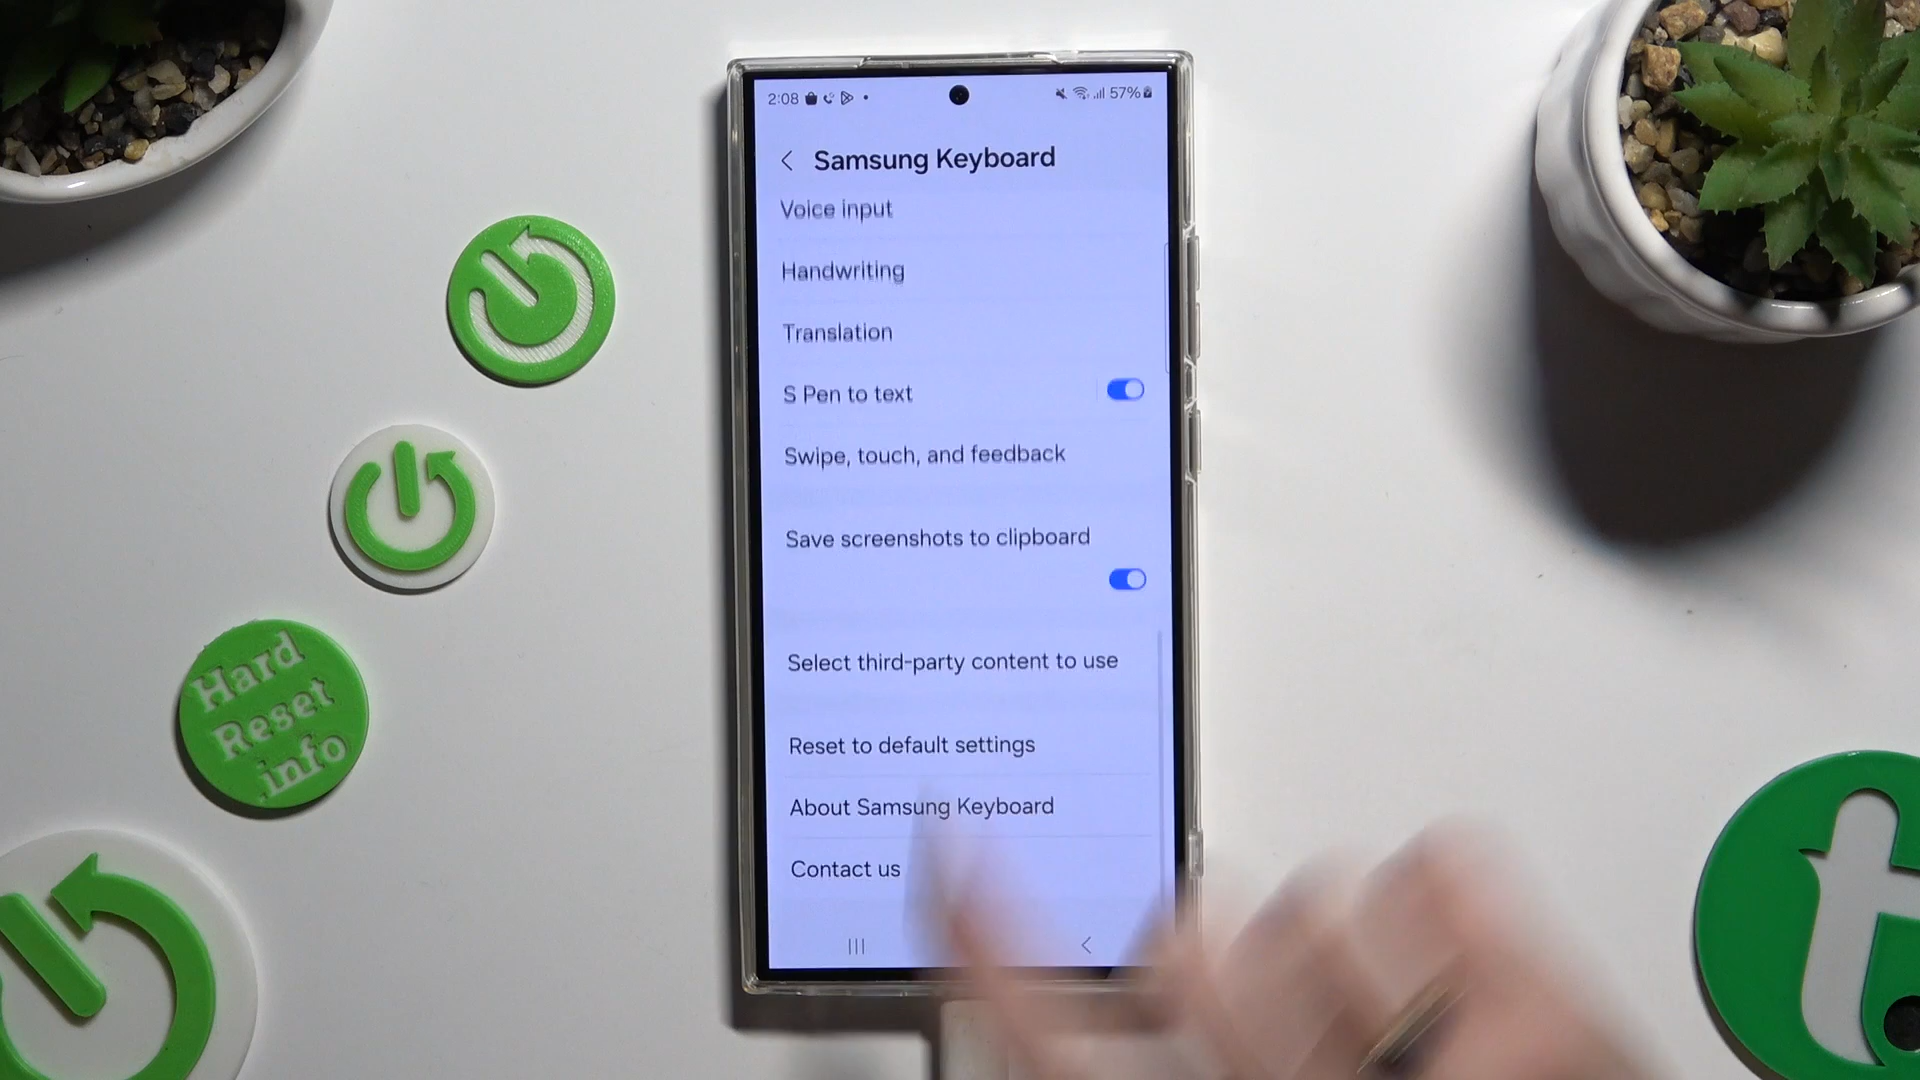 2:08
57%
Samsung Keyboard
Voice input
Handwriting
Translation
S Pen to text
Swipe, touch, and feedback
Save screenshots to clipboard
Select third-party content to use
Reset to default settings
About Samsung Keyboard
Contact us
Hard
Reset
.info